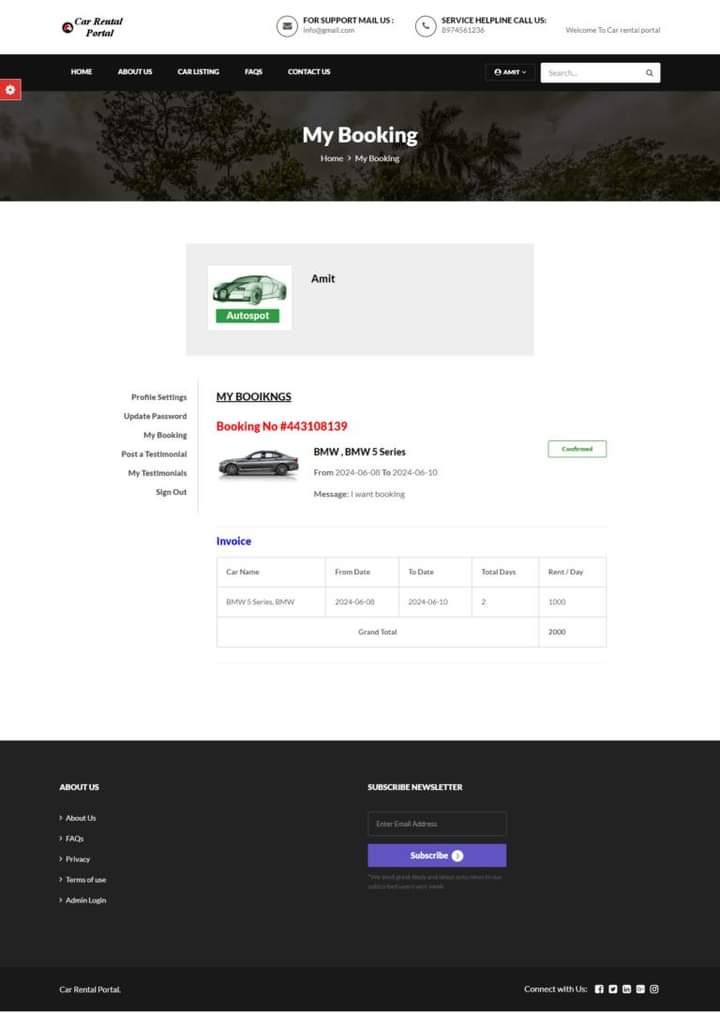 Car Rental
Portal
FOR SUPPORT MAIL US :
info@gmail.com
SERVICE HELPLINE CALL US:
8974561236
Welcome To Car rental portal
HOME
ABOUT US
CAR LISTING
FAQS
CONTACT US
AMIT
Search...
My Booking
Home > My Booking
Autospot
Amit
Profile Settings
Update Password
My Booking
Post a Testimonial
My Testimonials
Sign Out
MY BOOIKNGS
Booking No #443108139
BMW , BMW 5 Series
Confirmed
From 2024-06-08 To 2024-06-10
Message: I want booking
Invoice
Car Name From Date To Date Total Days Rent / Day
BMW 5 Series, BMW 2024-06-08 2024-06-10 2 1000
Grand Total 2000
ABOUT US
About Us
FAQs
Privacy
Terms of use
Admin Login
SUBSCRIBE NEWSLETTER
Enter Email Address
Subscribe
*We send great deals and latest auto news to our
subscribed users very week.
Car Rental Portal.
Connect with Us: